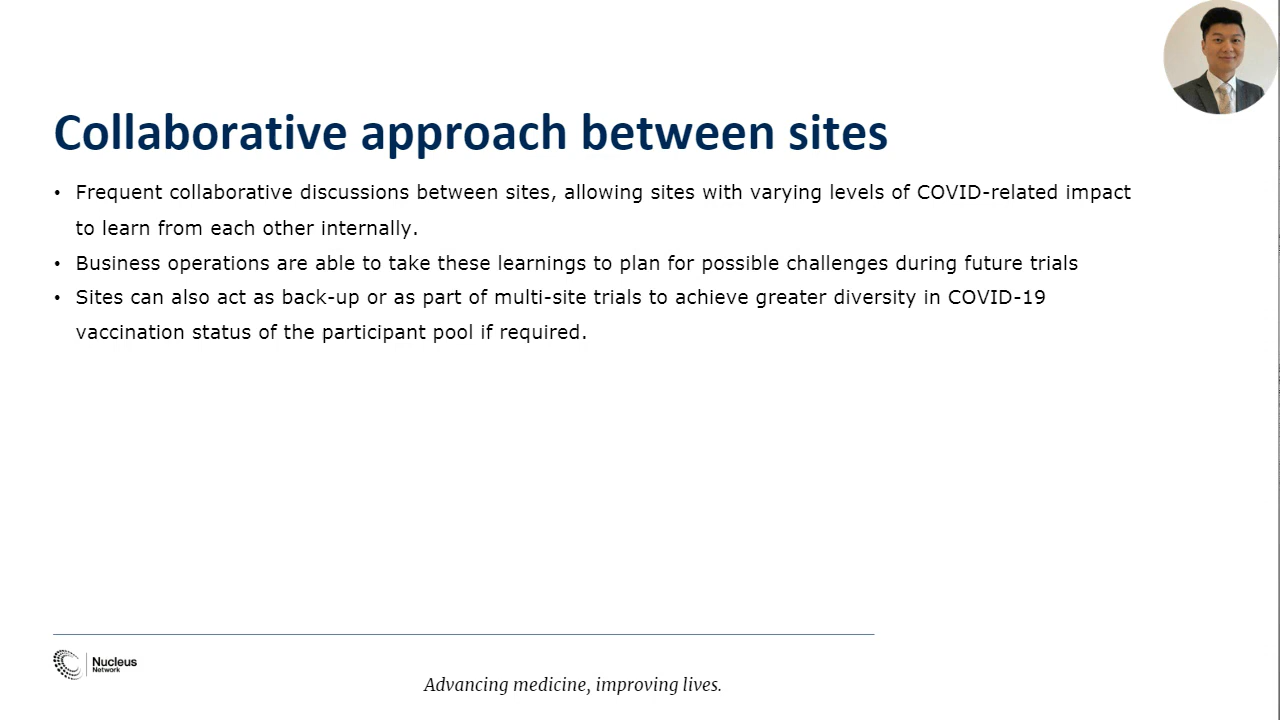 Collaborative approach between sites
• Frequent collaborative discussions between sites, allowing sites with varying levels of COVID-related impact
to learn from each other internally.
• Business operations are able to take these learnings to plan for possible challenges during future trials
• Sites can also act as back-up or as part of multi-site trials to achieve greater diversity in COVID-19
vaccination status of the participant pool if required.
Nucleus
Network
Advancing medicine, improving lives.